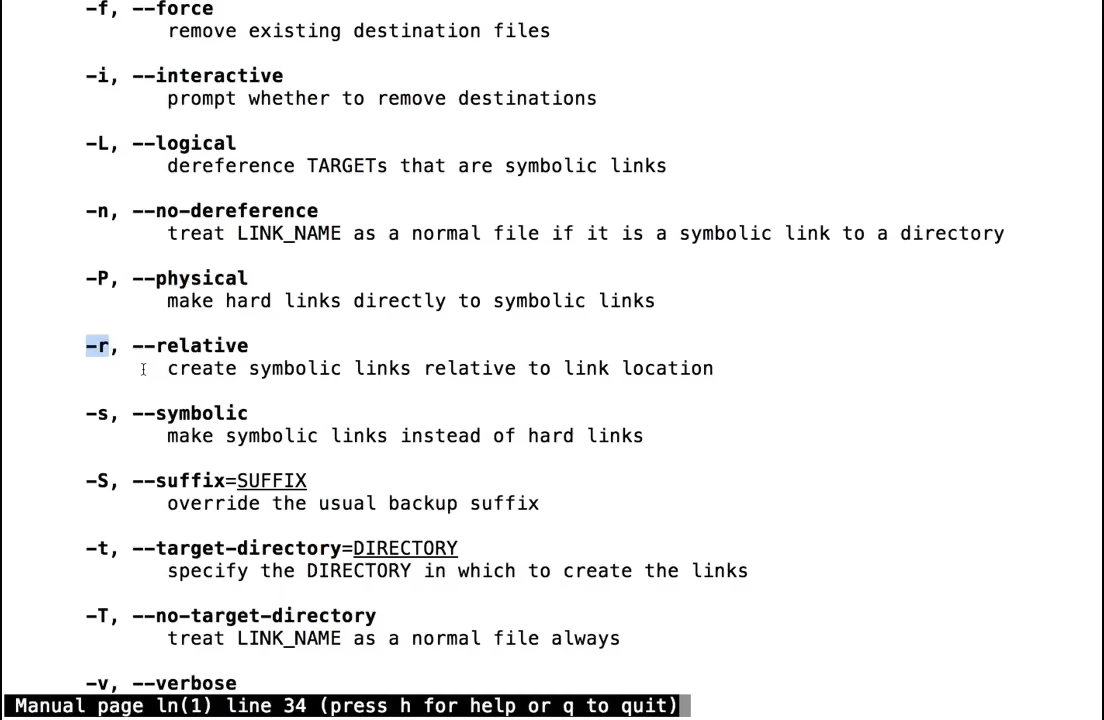 -f, --force
remove existing destination files
-i, --interactive
prompt whether to remove destinations
-L, --logical
dereference TARGETs that are symbolic links
-n, --no-dereference
treat LINK_NAME as a normal file if it is a symbolic link to a directory
-P, --physical
make hard links directly to symbolic links
-r, --relative
create symbolic links relative to link location
-s, --symbolic
make symbolic links instead of hard links
-S, --suffix=SUFFIX
override the usual backup suffix
-t, --target-directory=DIRECTORY
specify the DIRECTORY in which to create the links
-T, --no-target-directory
treat LINK_NAME as a normal file always
-v, --verbose
Manual page ln(1) line 34 (press h for help or q to quit)